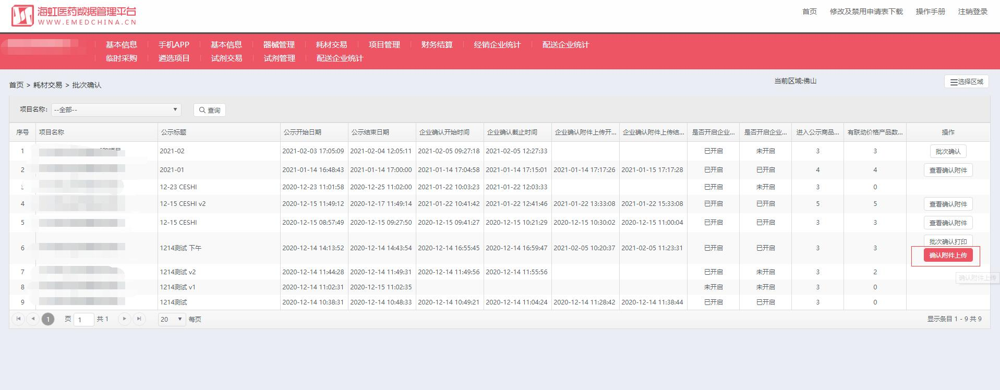 海虹医药数据管理平台
WWW.EMEDCHINA.CN
首页 修改及禁用申请表下载 操作手册 注销登录
基本信息 手机APP 基本信息 器械管理 耗材交易 项目管理 财务结算 经销企业统计 配送企业统计
临时采购 遴选项目 试剂交易 试剂管理 配送企业统计
首页 > 耗材交易 > 批次确认 当前区域:佛山 选择区域
项目名称: --全部-- 查询
序号 项目名称 公示标题 公示开始日期 公示结束日期 企业确认开始时间 企业确认截止时间 企业确认附件上传开... 企业确认附件上传结... 是否开启企业... 是否开启企业... 进入公示商品... 有联动价格产品数... 操作
1 2021-02 2021-02-03 17:05:09 2021-02-04 12:05:11 2021-02-05 09:27:18 2021-02-05 12:27:33 已开启 未开启 3 3 批次确认
2 2021-01 2021-01-14 16:48:43 2021-01-14 17:00:00 2021-01-14 17:04:58 2021-01-14 17:15:01 2021-01-14 17:17:26 2021-01-15 17:17:28 已开启 已开启 4 4 查看确认附件
12-23 CESHI 2020-12-23 11:01:58 2020-12-25 11:02:00 2021-01-22 10:03:23 2021-01-22 12:03:33 已开启 未开启 3 0
4 12-15 CESHI v2 2020-12-15 11:49:12 2020-12-17 11:49:14 2021-01-22 10:41:42 2021-01-22 12:41:46 2021-01-22 13:33:08 2021-01-22 15:33:08 已开启 已开启 5 5 查看确认附件
5 12-15 CESHI 2020-12-15 08:57:49 2020-12-15 09:27:50 2020-12-15 09:41:27 2020-12-15 10:21:29 2020-12-15 10:30:02 2020-12-15 11:00:04 已开启 已开启 3 3 查看确认附件
6 1214测试 下午 2020-12-14 14:13:52 2020-12-14 14:43:54 2020-12-14 16:55:45 2020-12-14 16:59:47 2021-02-05 10:20:37 2021-02-05 11:23:31 已开启 已开启 3 3 批次确认打印
确认附件上传
7 1214测试 v2 2020-12-14 11:44:28 2020-12-14 11:49:31 2020-12-14 11:49:56 2020-12-14 11:55:56 已开启 未开启 3 2
确认附件上传
8 1214测试 v1 2020-12-14 11:02:31 2020-12-15 11:02:35 未开启 未开启 3 0
9 1214测试 2020-12-14 10:38:31 2020-12-14 10:48:33 2020-12-14 10:49:21 2020-12-14 11:04:24 2020-12-14 11:28:42 2020-12-14 11:38:44 已开启 已开启 3 0
1 页 1 共 1 20 每页 显示条目 1 - 9 共 9